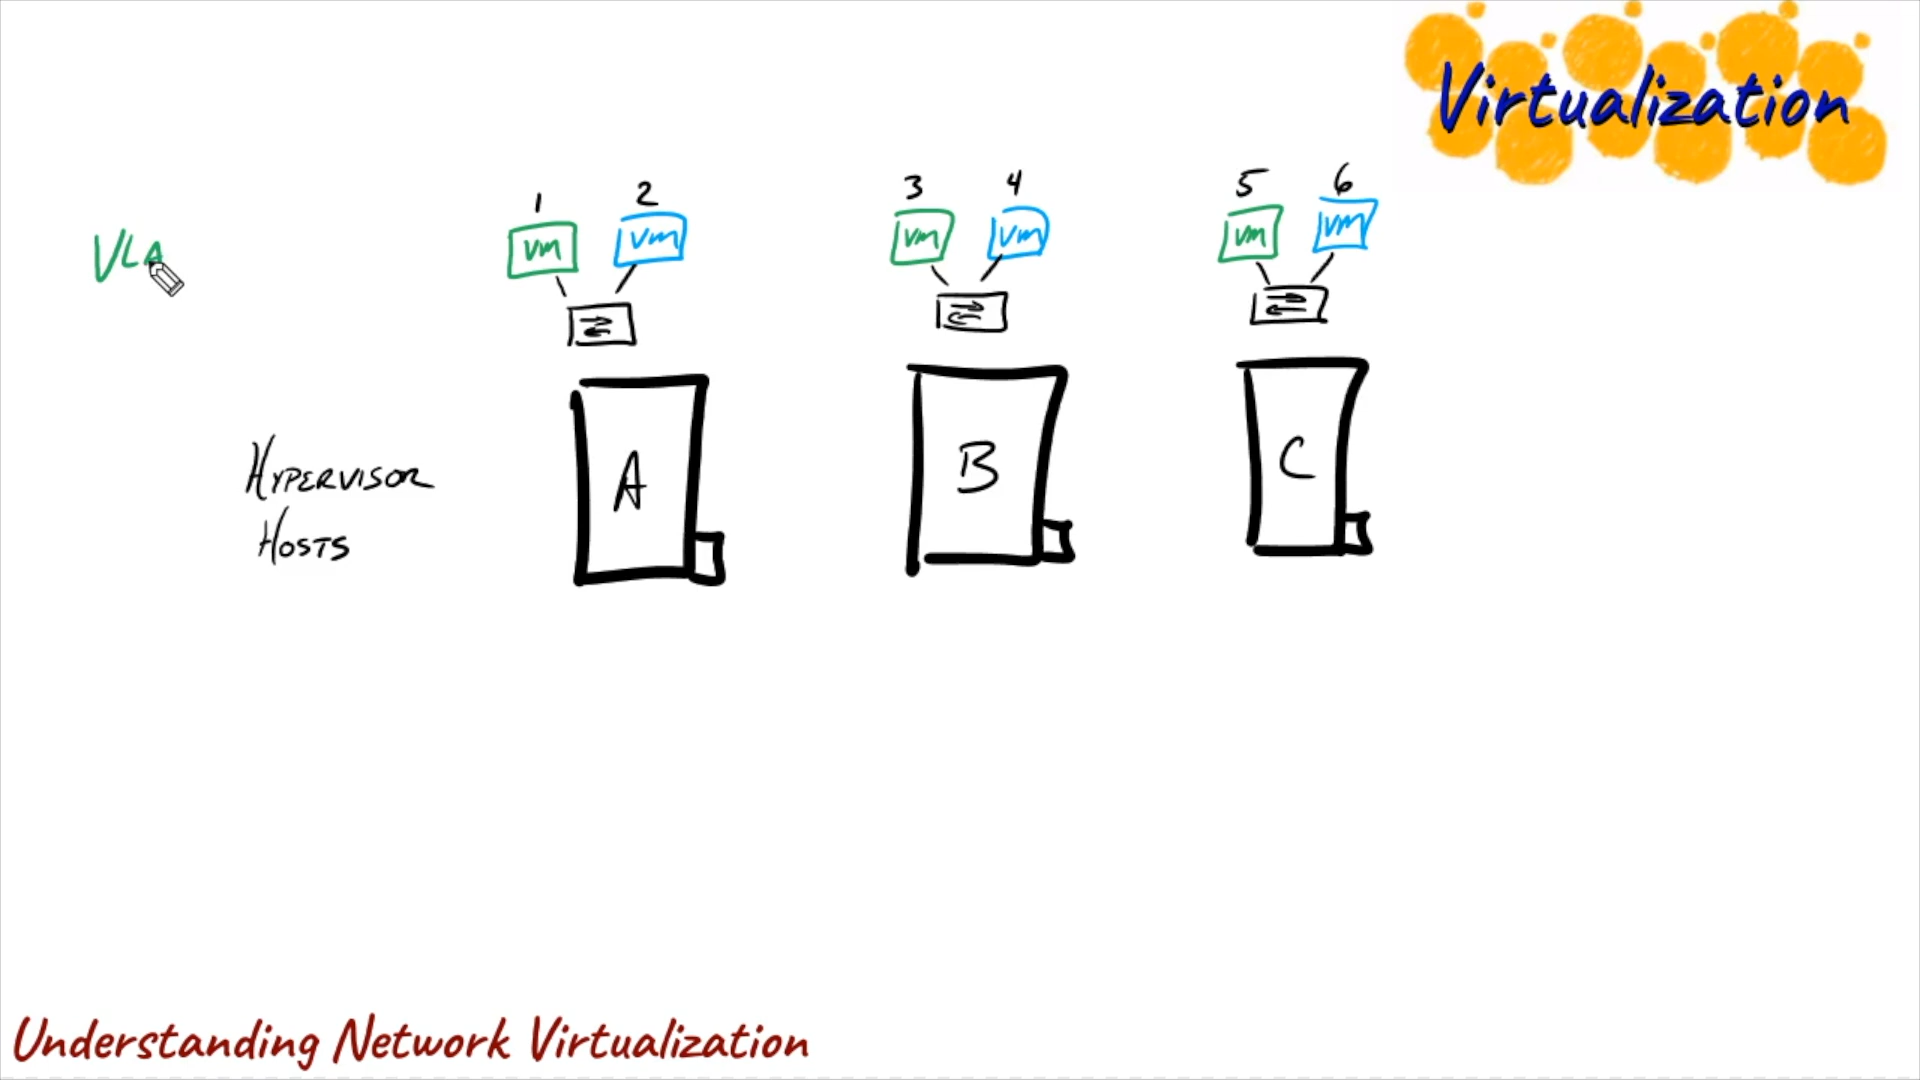 Virtualization
1 2 3 4 5 6
VLA
vm vm vm vm vm vm
A B C
HYPERVISOR
HOSTS
Understanding Network Virtualization